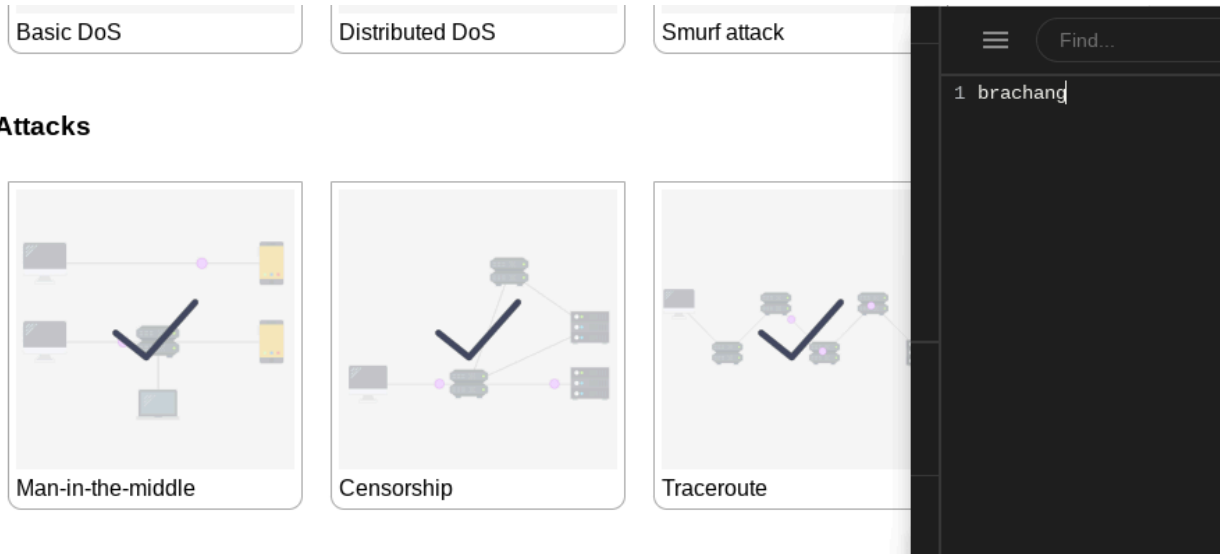 Basic DoS
Distributed DoS
Smurf attack
Attacks
Man-in-the-middle
Censorship
Traceroute
Find...
1 brachang